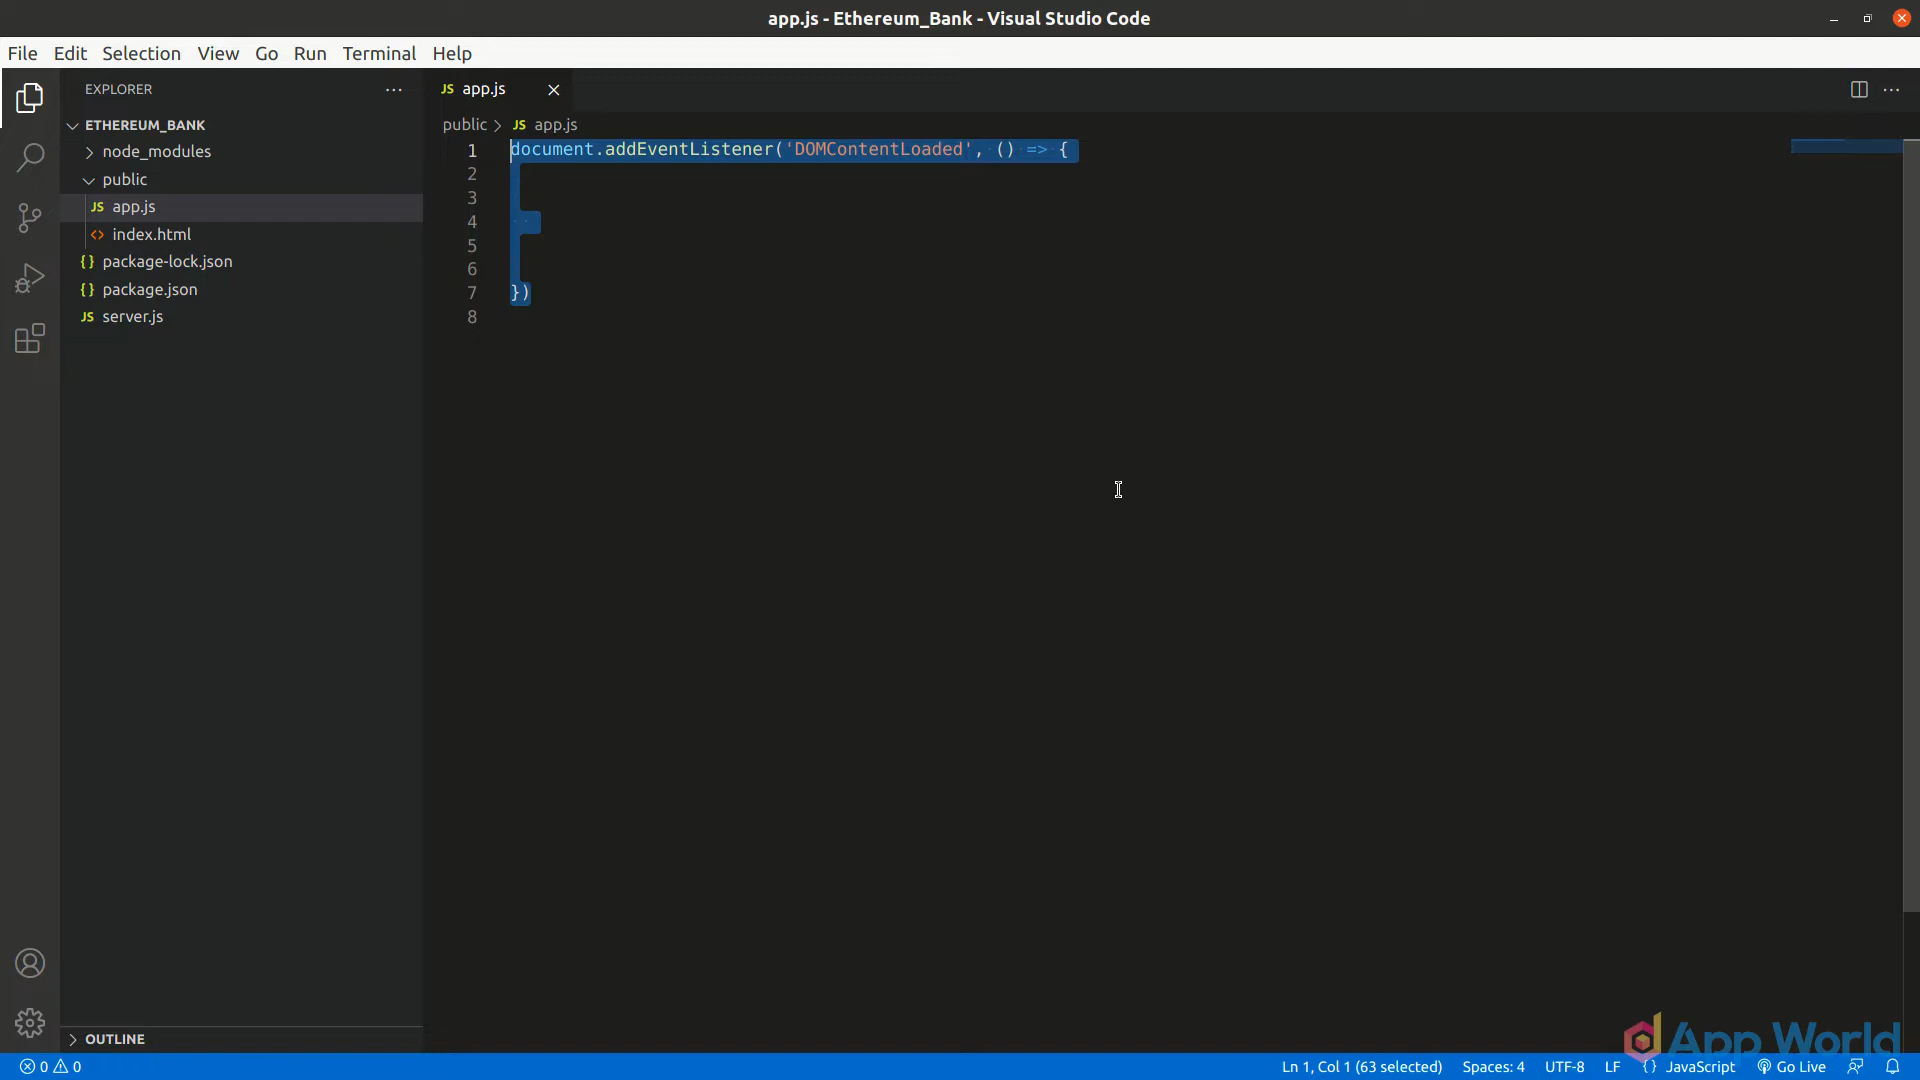 app.js - Ethereum_Bank - Visual Studio Code
File Edit Selection View Go Run Terminal Help
EXPLORER
ETHEREUM_BANK
node_modules
public
JS app.js
<> index.html
{} package-lock.json
{} package.json
JS server.js
OUTLINE
JS app.js
public > JS app.js
1 document.addEventListener('DOMContentLoaded', () => {
2
3
4
5
6
7 })
8
dApp World
0 0
Ln 1, Col 1 (63 selected) Spaces: 4 UTF-8 LF {} JavaScript Go Live